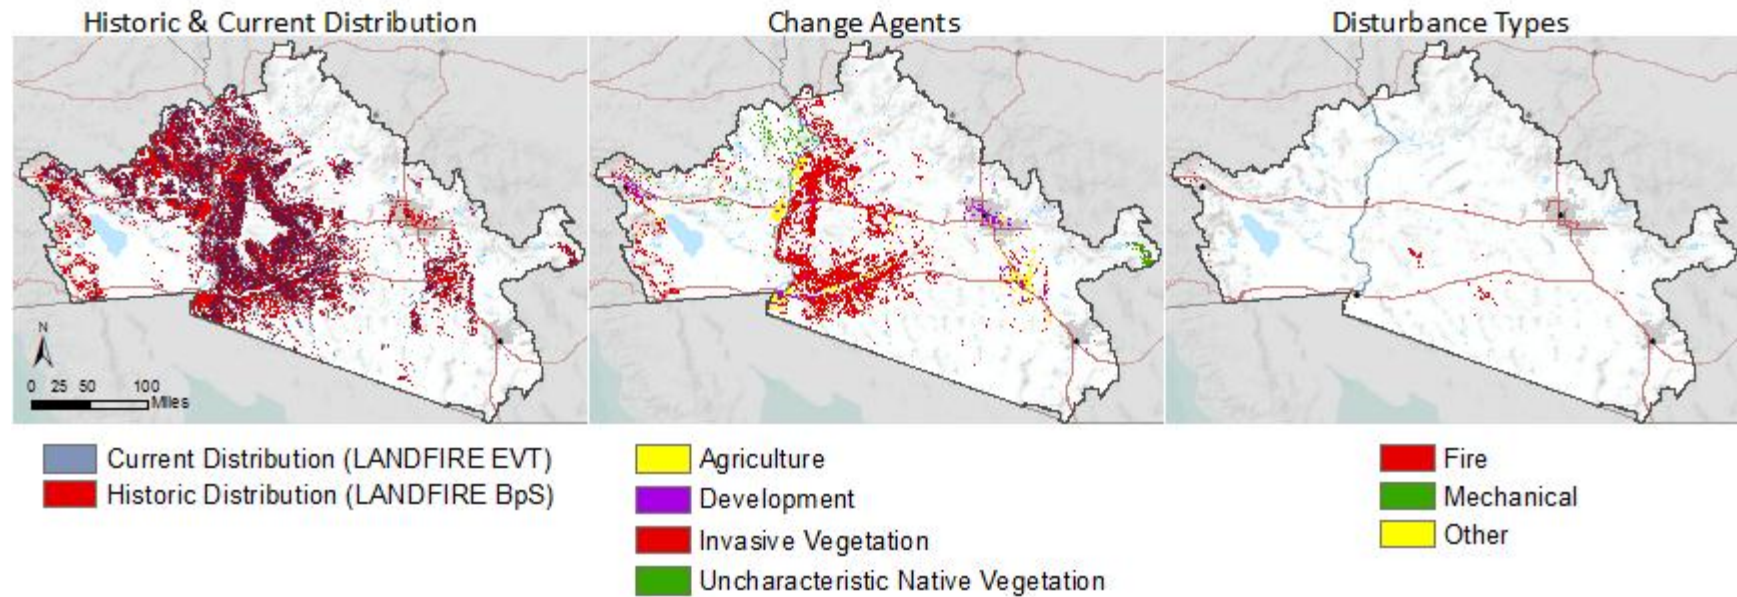 Historic & Current Distribution
Change Agents
Disturbance Types
N
0 25 50 100
Miles
Current Distribution (LANDFIRE EVT)
Historic Distribution (LANDFIRE BpS)
Agriculture
Development
Invasive Vegetation
Uncharacteristic Native Vegetation
Fire
Mechanical
Other